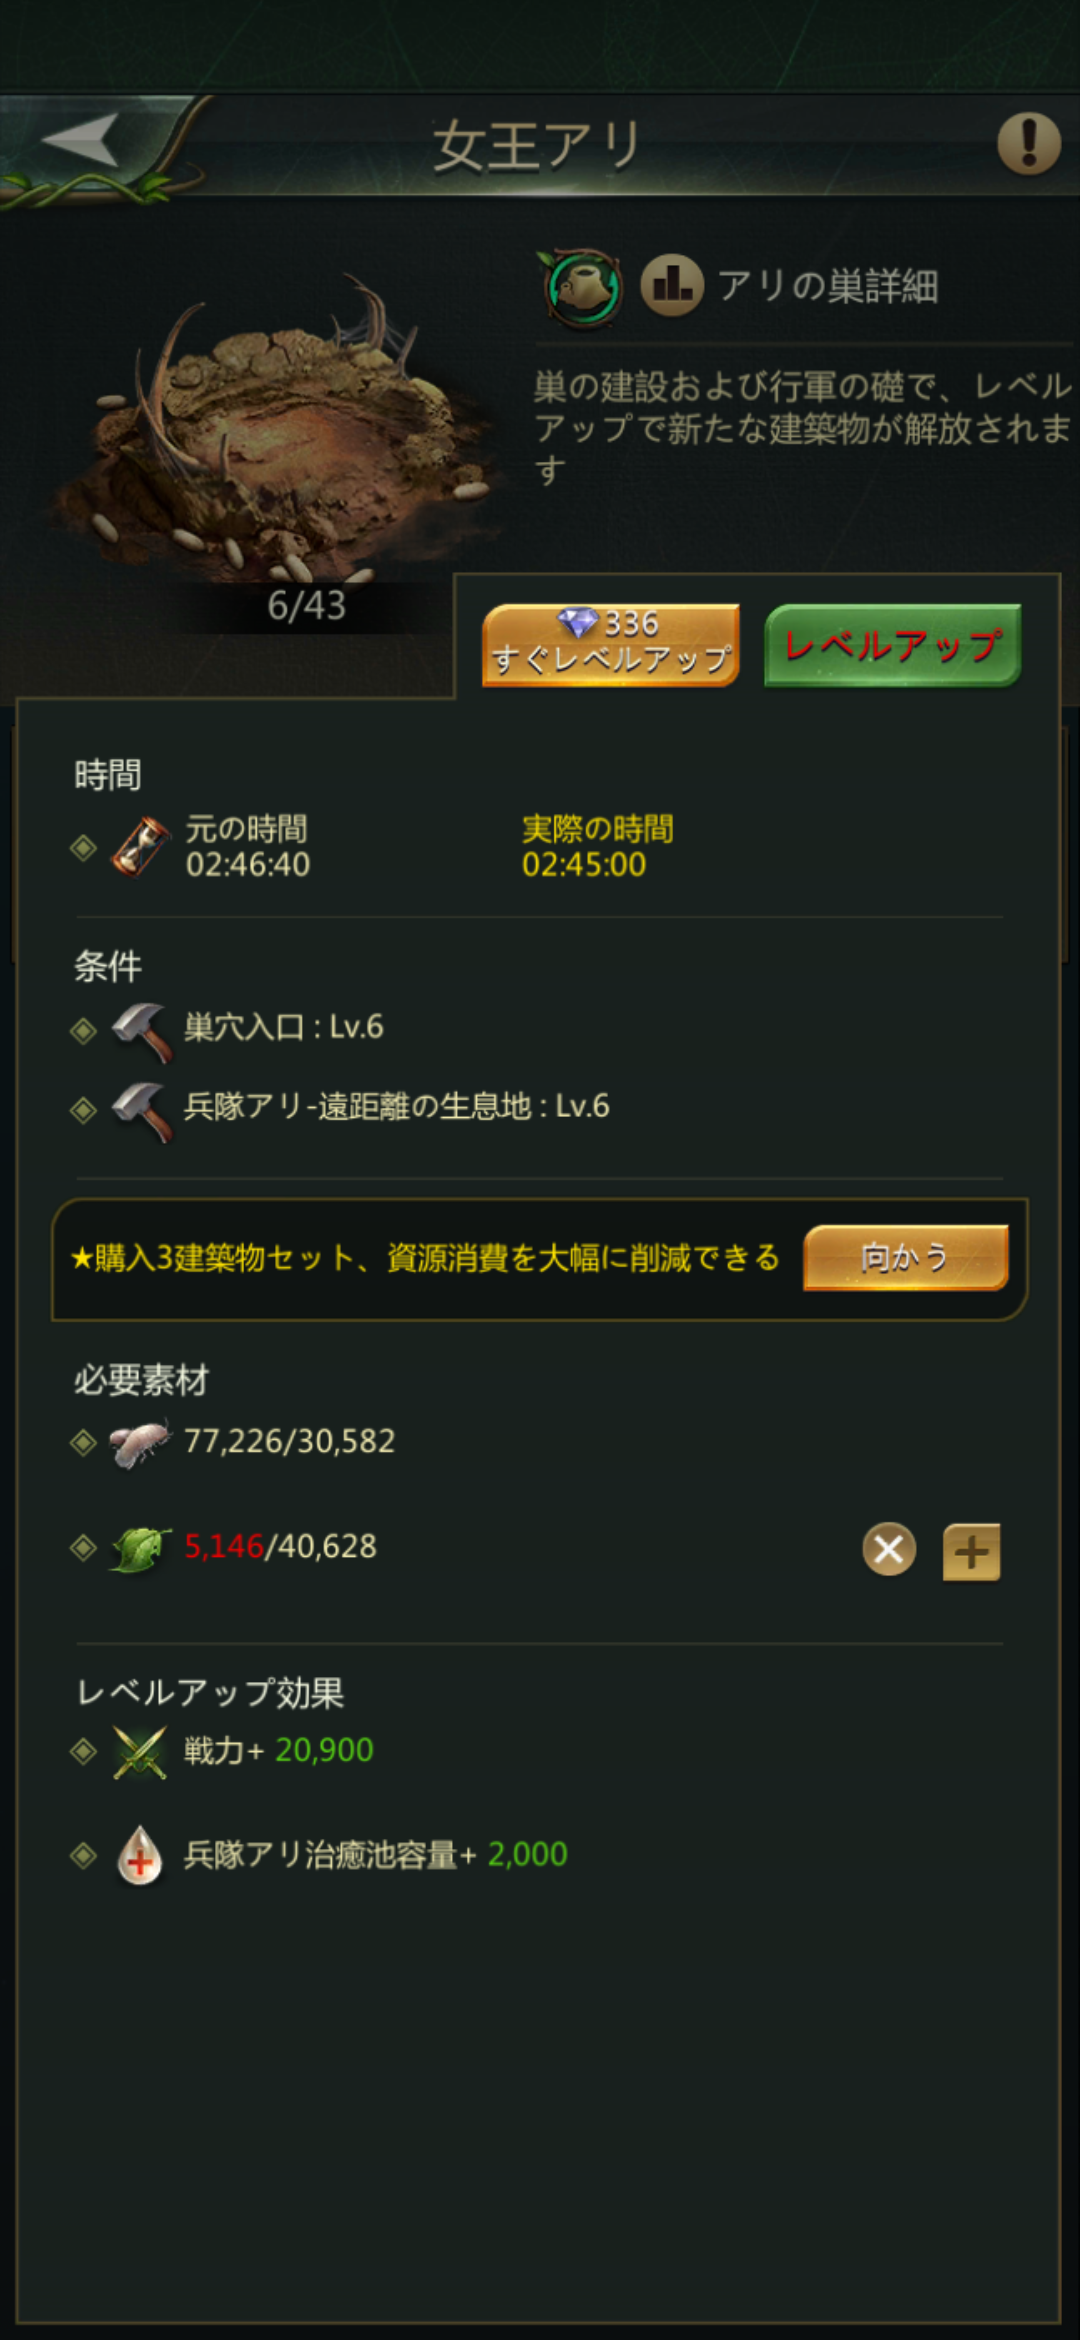 女王アリ
アリの巣詳細
巣の建設および行軍の礎で、レベル
アップで新たな建築物が解放されま
す
6/43
336
すぐレベルアップ
レベルアップ
時間
元の時間
02:46:40
実際の時間
02:45:00
条件
巣穴入口 : Lv.6
兵隊アリ-遠距離の生息地 : Lv.6
★購入3建築物セット、資源消費を大幅に削減できる
向かう
必要素材
77,226/30,582
5,146/40,628
レベルアップ効果
戦力+ 20,900
兵隊アリ治癒池容量+ 2,000